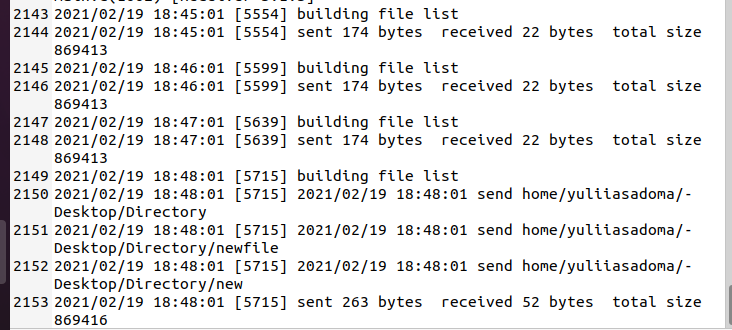 2143 2021/02/19 18:45:01 [5554] building file list
2144 2021/02/19 18:45:01 [5554] sent 174 bytes  received 22 bytes  total size
869413
2145 2021/02/19 18:46:01 [5599] building file list
2146 2021/02/19 18:46:01 [5599] sent 174 bytes  received 22 bytes  total size
869413
2147 2021/02/19 18:47:01 [5639] building file list
2148 2021/02/19 18:47:01 [5639] sent 174 bytes  received 22 bytes  total size
869413
2149 2021/02/19 18:48:01 [5715] building file list
2150 2021/02/19 18:48:01 [5715] 2021/02/19 18:48:01 send home/yuliiasadoma/-
Desktop/Directory
2151 2021/02/19 18:48:01 [5715] 2021/02/19 18:48:01 send home/yuliiasadoma/-
Desktop/Directory/newfile
2152 2021/02/19 18:48:01 [5715] 2021/02/19 18:48:01 send home/yuliiasadoma/-
Desktop/Directory/new
2153 2021/02/19 18:48:01 [5715] sent 263 bytes  received 52 bytes  total size
869416